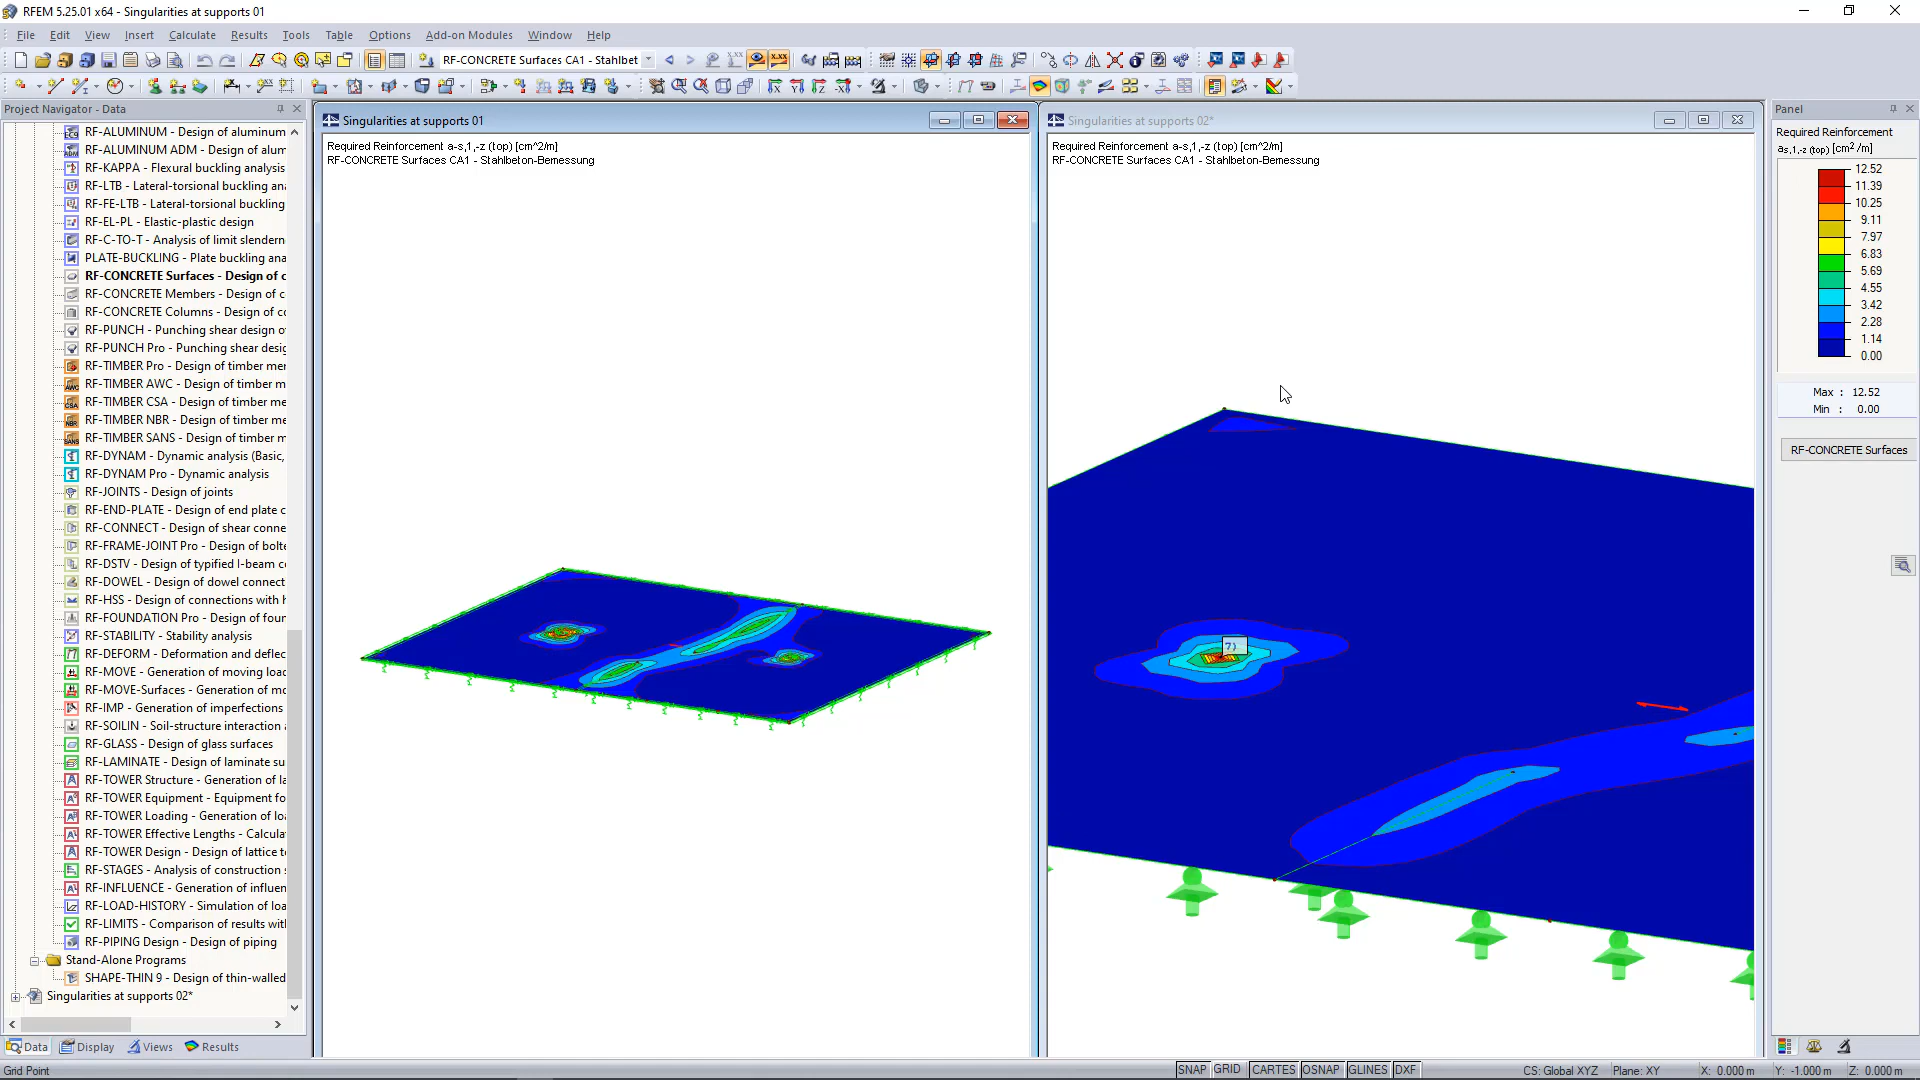 RFEM 5.25.01 x64 - Singularities at supports 01
File Edit View Insert Calculate Results Tools Table Options Add-on Modules Window Help
RF-CONCRETE Surfaces CA1 - Stahlbet
Project Navigator - Data
RF-ALUMINUM - Design of aluminum
RF-ALUMINUM ADM - Design of alum
RF-KAPPA - Flexural buckling analysis
RF-LTB - Lateral-torsional buckling an
RF-FE-LTB - Lateral-torsional buckling
RF-EL-PL - Elastic-plastic design
RF-C-TO-T - Analysis of limit slendern
PLATE-BUCKLING - Plate buckling ana
RF-CONCRETE Surfaces - Design of c
RF-CONCRETE Members - Design of c
RF-CONCRETE Columns - Design of co
RF-PUNCH - Punching shear design o
RF-PUNCH Pro - Punching shear desig
RF-TIMBER Pro - Design of timber mer
RF-TIMBER AWC - Design of timber m
RF-TIMBER CSA - Design of timber me
RF-TIMBER NBR - Design of timber me
RF-TIMBER SANS - Design of timber m
RF-DYNAM - Dynamic analysis (Basic,
RF-DYNAM Pro - Dynamic analysis
RF-JOINTS - Design of joints
RF-END-PLATE - Design of end plate c
RF-CONNECT - Design of shear conne
RF-FRAME-JOINT Pro - Design of bolte
RF-DSTV - Design of typified I-beam co
RF-DOWEL - Design of dowel connect
RF-HSS - Design of connections with h
RF-FOUNDATION Pro - Design of four
RF-STABILITY - Stability analysis
RF-DEFORM - Deformation and deflec
RF-MOVE - Generation of moving load
RF-MOVE-Surfaces - Generation of mo
RF-IMP - Generation of imperfections
RF-SOILIN - Soil-structure interaction a
RF-GLASS - Design of glass surfaces
RF-LAMINATE - Design of laminate su
RF-TOWER Structure - Generation of la
RF-TOWER Equipment - Equipment fo
RF-TOWER Loading - Generation of loa
RF-TOWER Effective Lengths - Calcula
RF-TOWER Design - Design of lattice t
RF-STAGES - Analysis of construction s
RF-INFLUENCE - Generation of influen
RF-LOAD-HISTORY - Simulation of loa
RF-LIMITS - Comparison of results wit
RF-PIPING Design - Design of piping
Stand-Alone Programs
SHAPE-THIN 9 - Design of thin-walled
Singularities at supports 02*
Data Display Views Results
Singularities at supports 01
Required Reinforcement a-s,1,-z (top) [cm^2/m]
RF-CONCRETE Surfaces CA1 - Stahlbeton-Bemessung
Singularities at supports 02*
Required Reinforcement a-s,1,-z (top) [cm^2/m]
RF-CONCRETE Surfaces CA1 - Stahlbeton-Bemessung
7)
Panel
Required Reinforcement
as,1,-z (top) [cm2/m]
12.52
11.39
10.25
9.11
7.97
6.83
5.69
4.55
3.42
2.28
1.14
0.00
Max : 12.52
Min : 0.00
RF-CONCRETE Surfaces
Grid Point
SNAP GRID CARTES OSNAP GLINES DXF
CS: Global XYZ Plane: XY X: 0.000 m Y: -1.000 m Z: 0.000 m